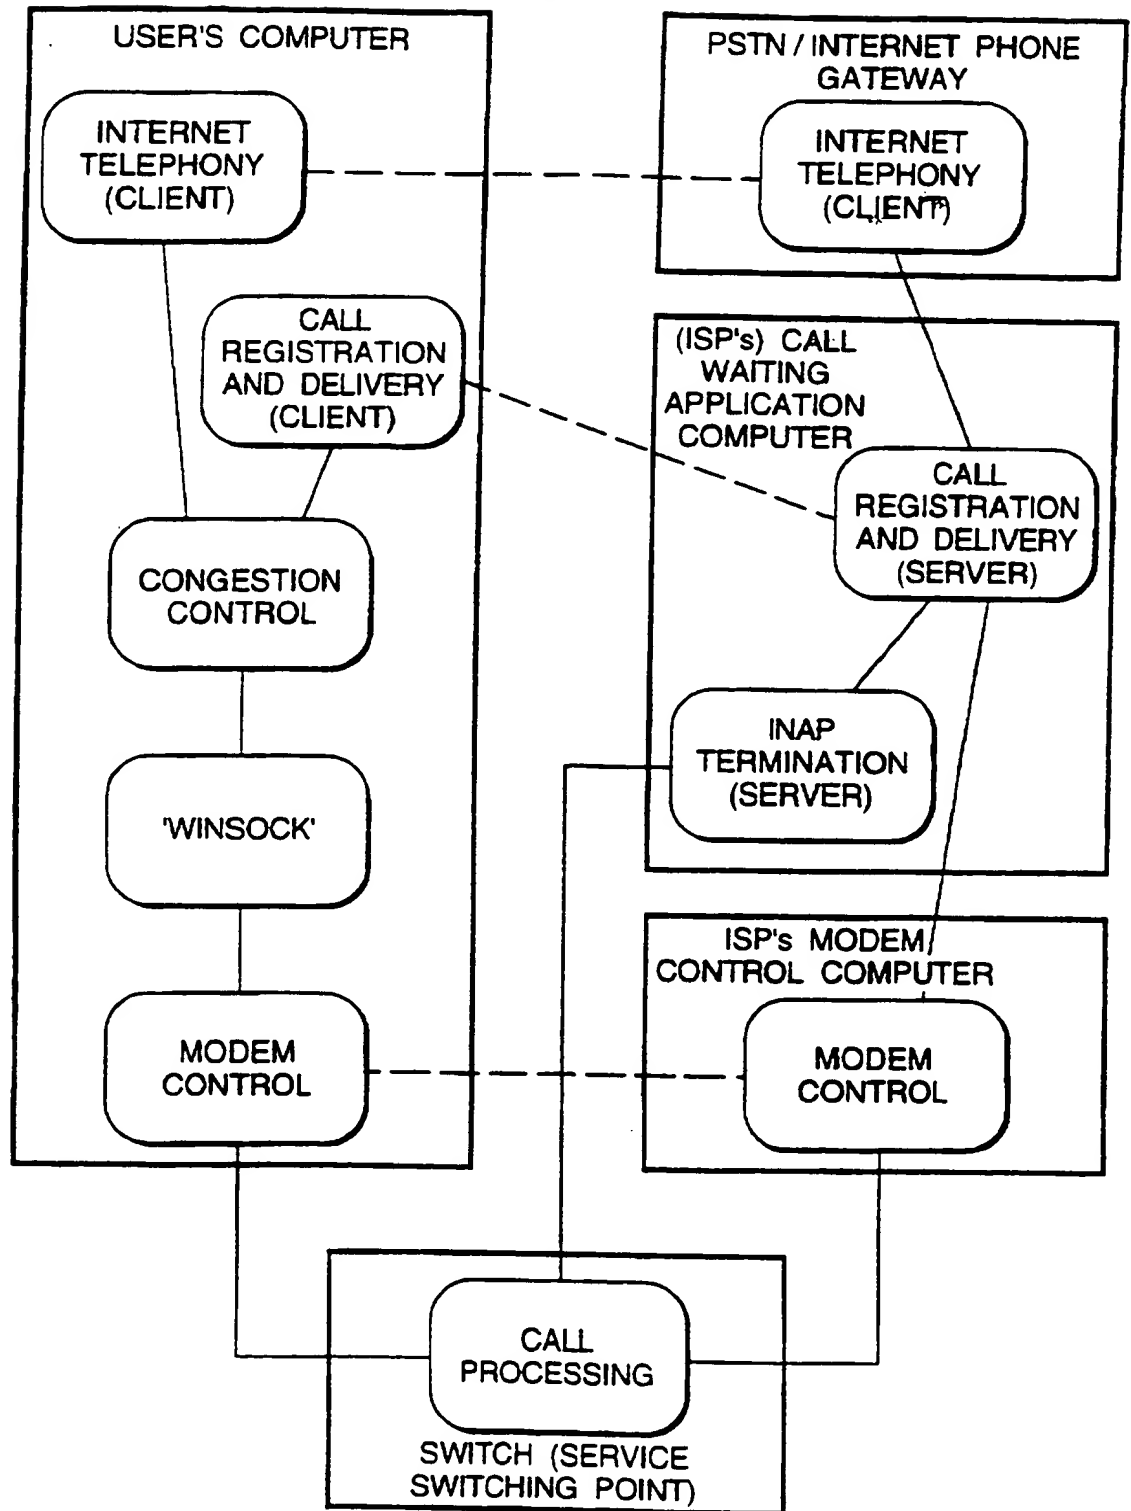 USER'S COMPUTER
INTERNET
TELEPHONY
(CLIENT)
CALL
REGISTRATION
AND DELIVERY
(CLIENT)
CONGESTION
CONTROL
'WINSOCK'
MODEM
CONTROL
PSTN / INTERNET PHONE
GATEWAY
INTERNET
TELEPHONY
(CLIENT)
(ISP's) CALL
WAITING
APPLICATION
COMPUTER
CALL
REGISTRATION
AND DELIVERY
(SERVER)
INAP
TERMINATION
(SERVER)
ISP's MODEM
CONTROL COMPUTER
MODEM
CONTROL
CALL
PROCESSING
SWITCH (SERVICE
SWITCHING POINT)